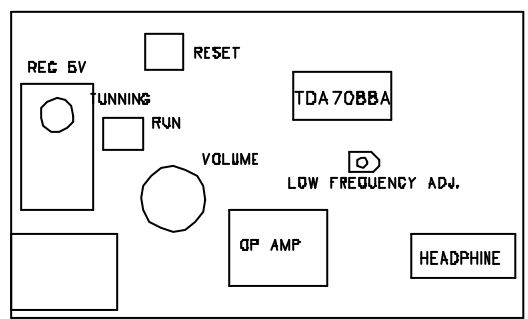 RESET
REG 5V
TUNNING
RUN
TDA7088A
VOLUME
LOW FREQUENCY ADJ.
OP AMP
HEADPHINE